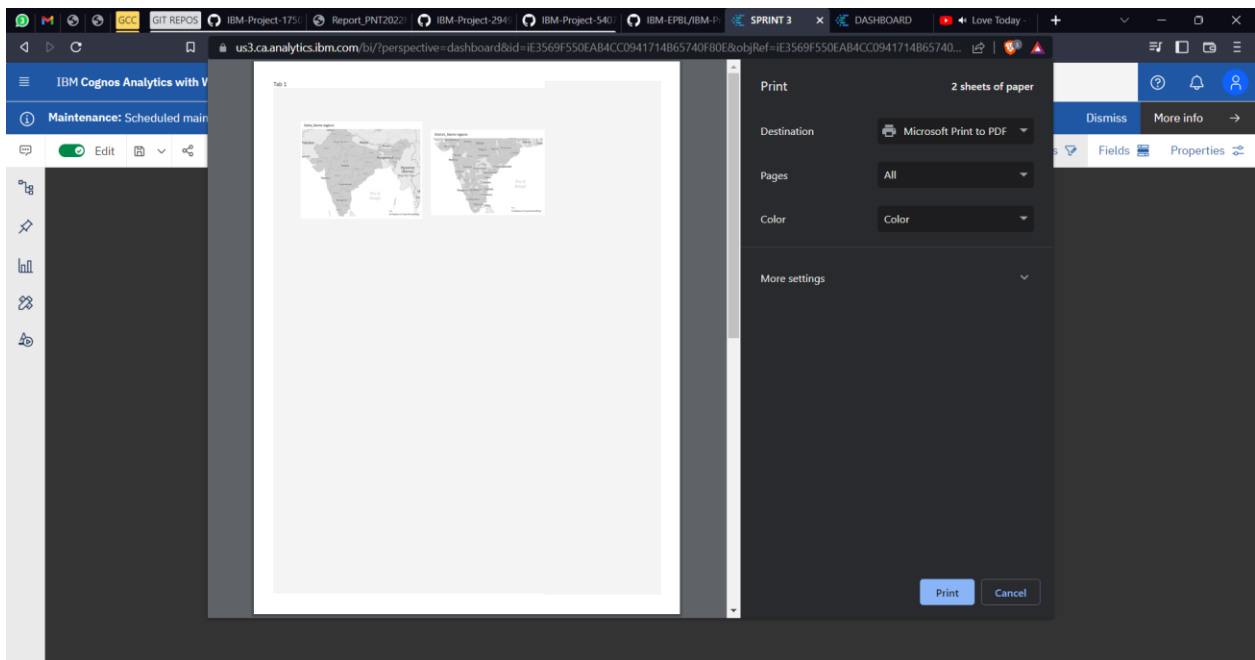 GCC
GIT REPOS
IBM-Project-1750
Report_PNT2022
IBM-Project-2949
IBM-Project-540
IBM-EPBL/IBM-P
SPRINT 3
DASHBOARD
Love Today -
us3.ca.analytics.ibm.com/bi/?perspective=dashboard&id=iE3569F550EAB4CC0941714B65740F80E&objRef=iE3569F550EAB4CC0941714B65740...
IBM Cognos Analytics with W
Maintenance: Scheduled main
Dismiss
More info
Edit
Fields
Properties
Tab 1
Print
2 sheets of paper
Destination
Microsoft Print to PDF
Pages
All
Color
Color
More settings
Print
Cancel